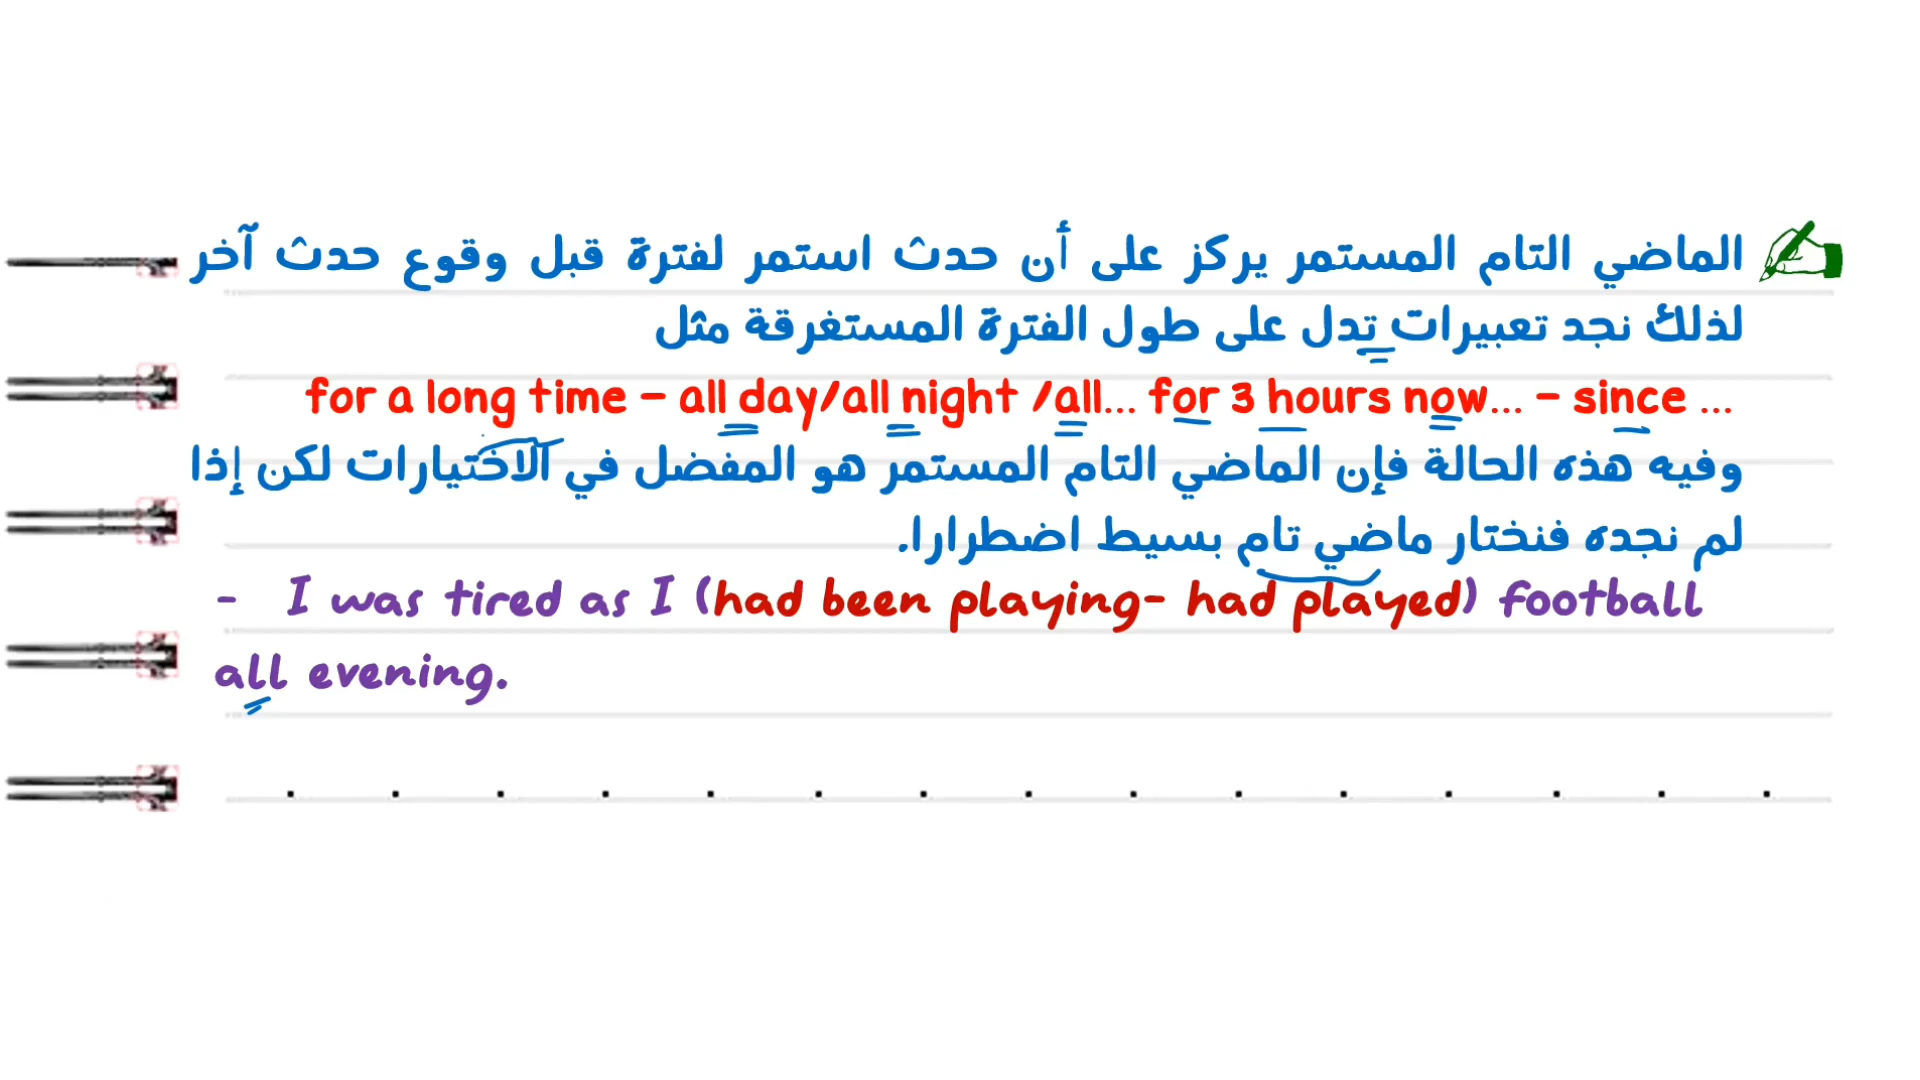 الماضي التام المستمر يركز على أن حدث استمر لفترة قبل وقوع حدث آخر
لذلك نجد تعبيرات تدل على طول الفترة المستغرقة مثل
for a long time – all day/all night /all... for 3 hours now... – since ...
وفيه هذه الحالة فإن الماضي التام المستمر هو المفضل في الاختيارات لكن إذا
لم نجده فنختار ماضي تام بسيط اضطرارا.
- I was tired as I (had been playing- had played) football
all evening.